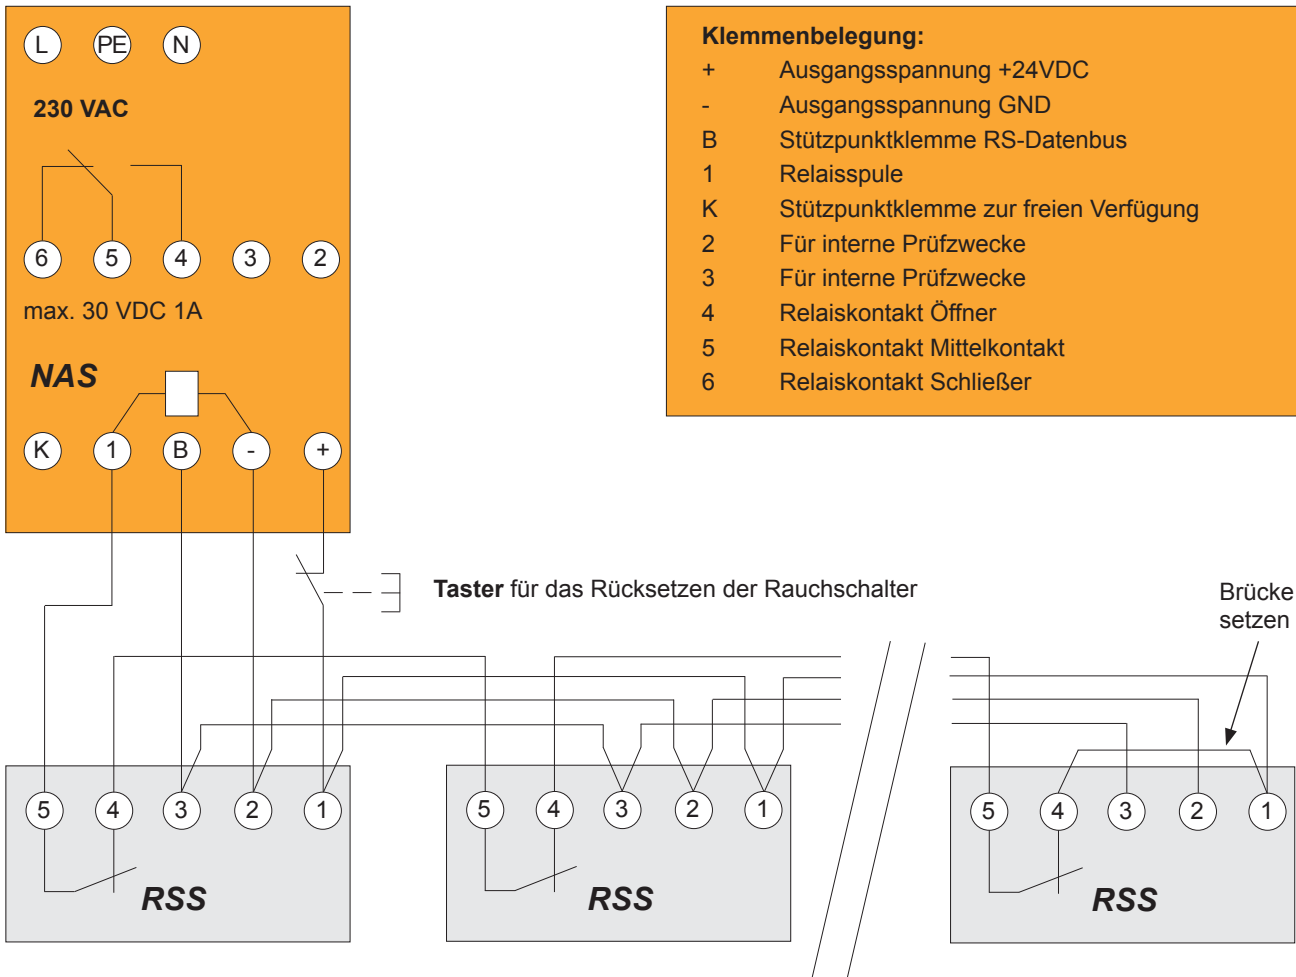 L PE N
230 VAC
6 5 4 3 2
max. 30 VDC 1A
NAS
K 1 B - +
Klemmenbelegung:
+ Ausgangsspannung +24VDC
- Ausgangsspannung GND
B Stützpunktklemme RS-Datenbus
1 Relaisspule
K Stützpunktklemme zur freien Verfügung
2 Für interne Prüfzwecke
3 Für interne Prüfzwecke
4 Relaiskontakt Öffner
5 Relaiskontakt Mittelkontakt
6 Relaiskontakt Schließer
Taster für das Rücksetzen der Rauchschalter
Brücke
setzen
5 4 3 2 1
RSS
5 4 3 2 1
RSS
5 4 3 2 1
RSS